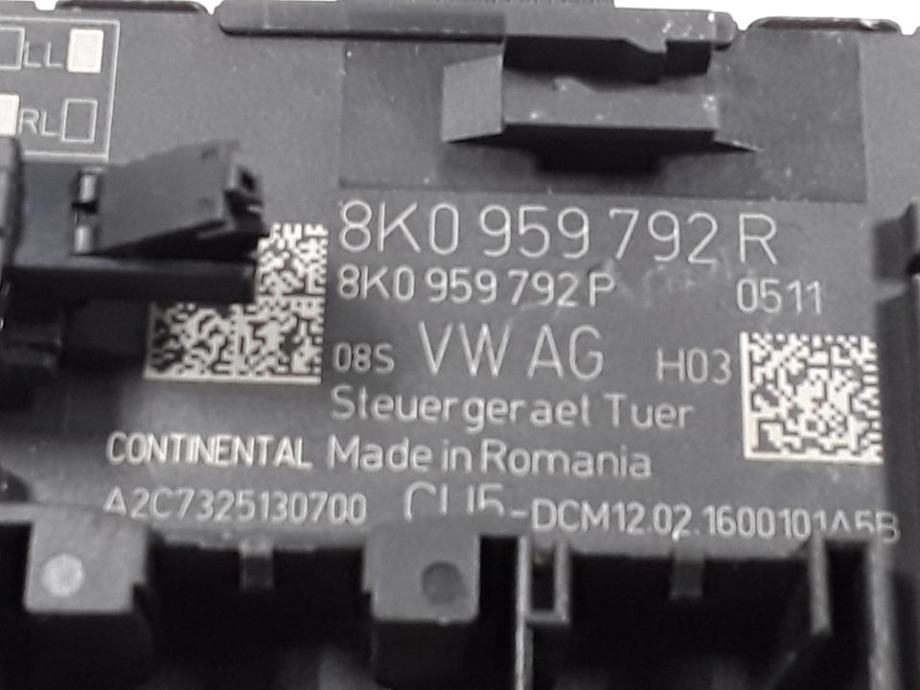 LL
RL
8K0 959 792 R
8K0 959 792 P 0511
08S VW AG H03
Steuergeraet Tuer
CONTINENTAL Made in Romania
A2C7325130700 CU5-DCM12.02.1600101A5B